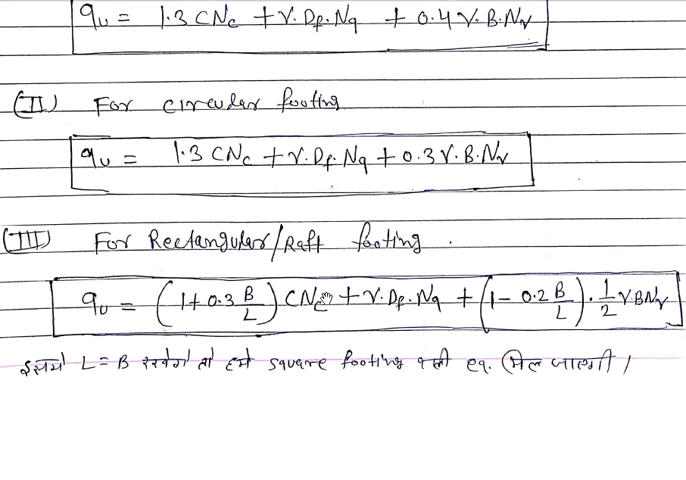 qu = 1.3 CNc + γ.Df.Nq + 0.4 γ.B.Nγ
(II) For circular footing
qu = 1.3 CNc + γ.Df.Nq + 0.3 γ.B.Nγ
(III) For Rectangular/Raft footing.
qu = (1+0.3 B/L) CNc + γ.Df.Nq + (1 - 0.2 B/L).1/2 γ.BNγ
इसमे L = B रखेगे तो हमे square footing वाली eq. मिल जाएगी।